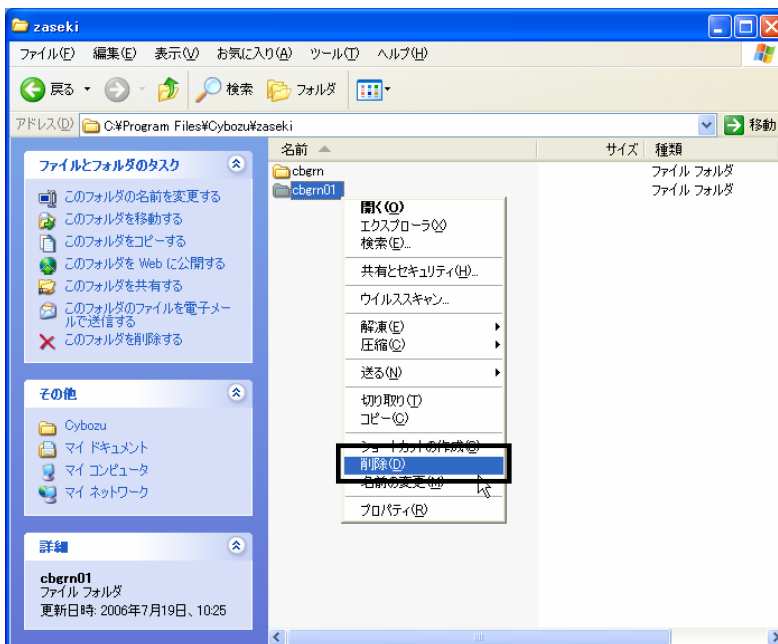 zaseki
ファイル(F) 編集(E) 表示(V) お気に入り(A) ツール(T) ヘルプ(H)
戻る 検索 フォルダ
アドレス(D) C:¥Program Files¥Cybozu¥zaseki 移動
ファイルとフォルダのタスク
このフォルダの名前を変更する
このフォルダを移動する
このフォルダをコピーする
このフォルダを Web に公開する
このフォルダを共有する
このフォルダのファイルを電子メー
ルで送信する
このフォルダを削除する
その他
Cybozu
マイ ドキュメント
マイ コンピュータ
マイ ネットワーク
詳細
cbgrn01
ファイル フォルダ
更新日時: 2006年7月19日、10:25
名前 サイズ 種類
cbgrn ファイル フォルダ
cbgrn01 ファイル フォルダ
開く(O)
エクスプローラ(X)
検索(E)...
共有とセキュリティ(H)...
ウイルススキャン...
解凍(E)
圧縮(C)
送る(N)
切り取り(T)
コピー(C)
ショートカットの作成(S)
削除(D)
名前の変更(M)
プロパティ(R)